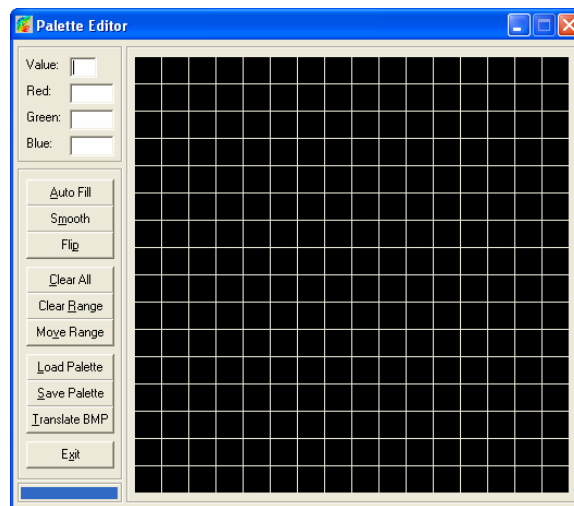 Palette Editor
Value:
Red:
Green:
Blue:
Auto Fill
Smooth
Flip
Clear All
Clear Range
Move Range
Load Palette
Save Palette
Translate BMP
Exit